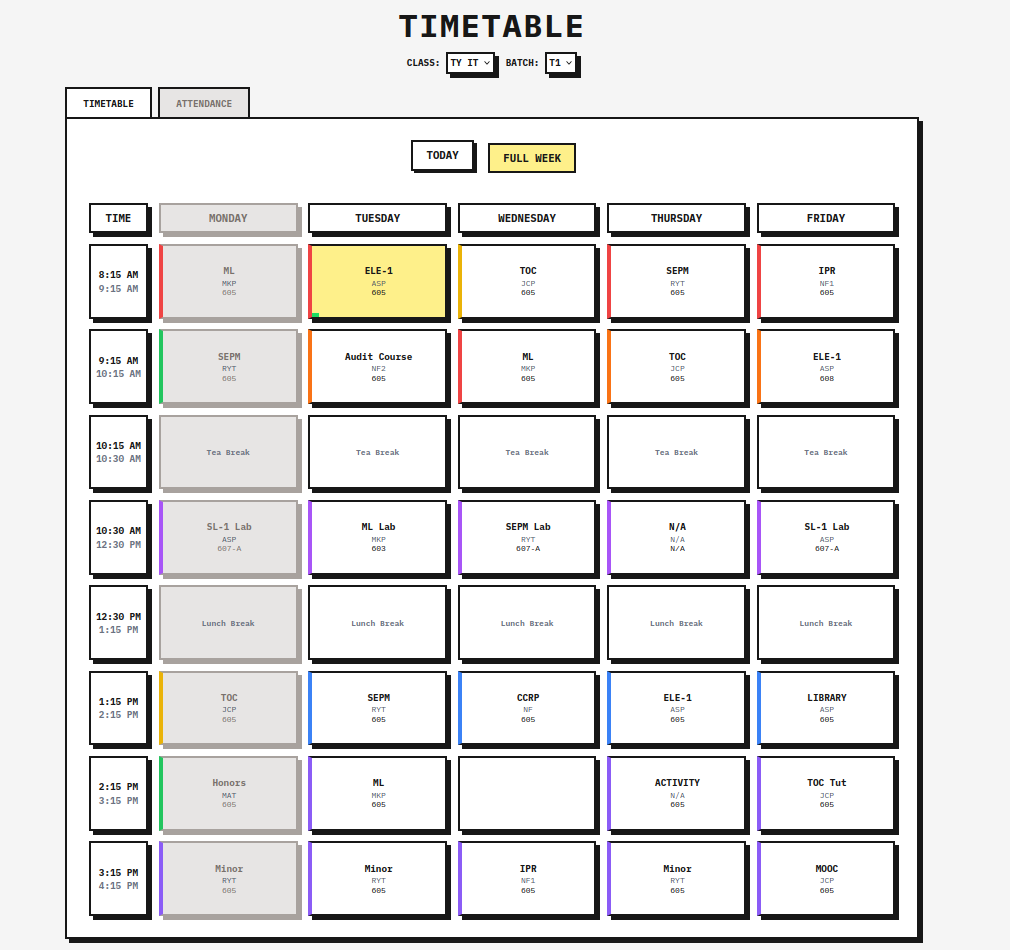 TIMETABLE
CLASS: TY IT BATCH: T1
TIMETABLE ATTENDANCE
TODAY FULL WEEK
TIME MONDAY TUESDAY WEDNESDAY THURSDAY FRIDAY
8:15 AM
9:15 AM
ML
MKP
605
ELE-1
ASP
605
TOC
JCP
605
SEPM
RYT
605
IPR
NF1
605
9:15 AM
10:15 AM
SEPM
RYT
605
Audit Course
NF2
605
ML
MKP
605
TOC
JCP
605
ELE-1
ASP
608
10:15 AM
10:30 AM
Tea Break
Tea Break
Tea Break
Tea Break
Tea Break
10:30 AM
12:30 PM
SL-1 Lab
ASP
607-A
ML Lab
MKP
603
SEPM Lab
RYT
607-A
N/A
N/A
N/A
SL-1 Lab
ASP
607-A
12:30 PM
1:15 PM
Lunch Break
Lunch Break
Lunch Break
Lunch Break
Lunch Break
1:15 PM
2:15 PM
TOC
JCP
605
SEPM
RYT
605
CCRP
NF
605
ELE-1
ASP
605
LIBRARY
ASP
605
2:15 PM
3:15 PM
Honors
MAT
605
ML
MKP
605
ACTIVITY
N/A
605
TOC Tut
JCP
605
3:15 PM
4:15 PM
Minor
RYT
605
Minor
RYT
605
IPR
NF1
605
Minor
RYT
605
MOOC
JCP
605